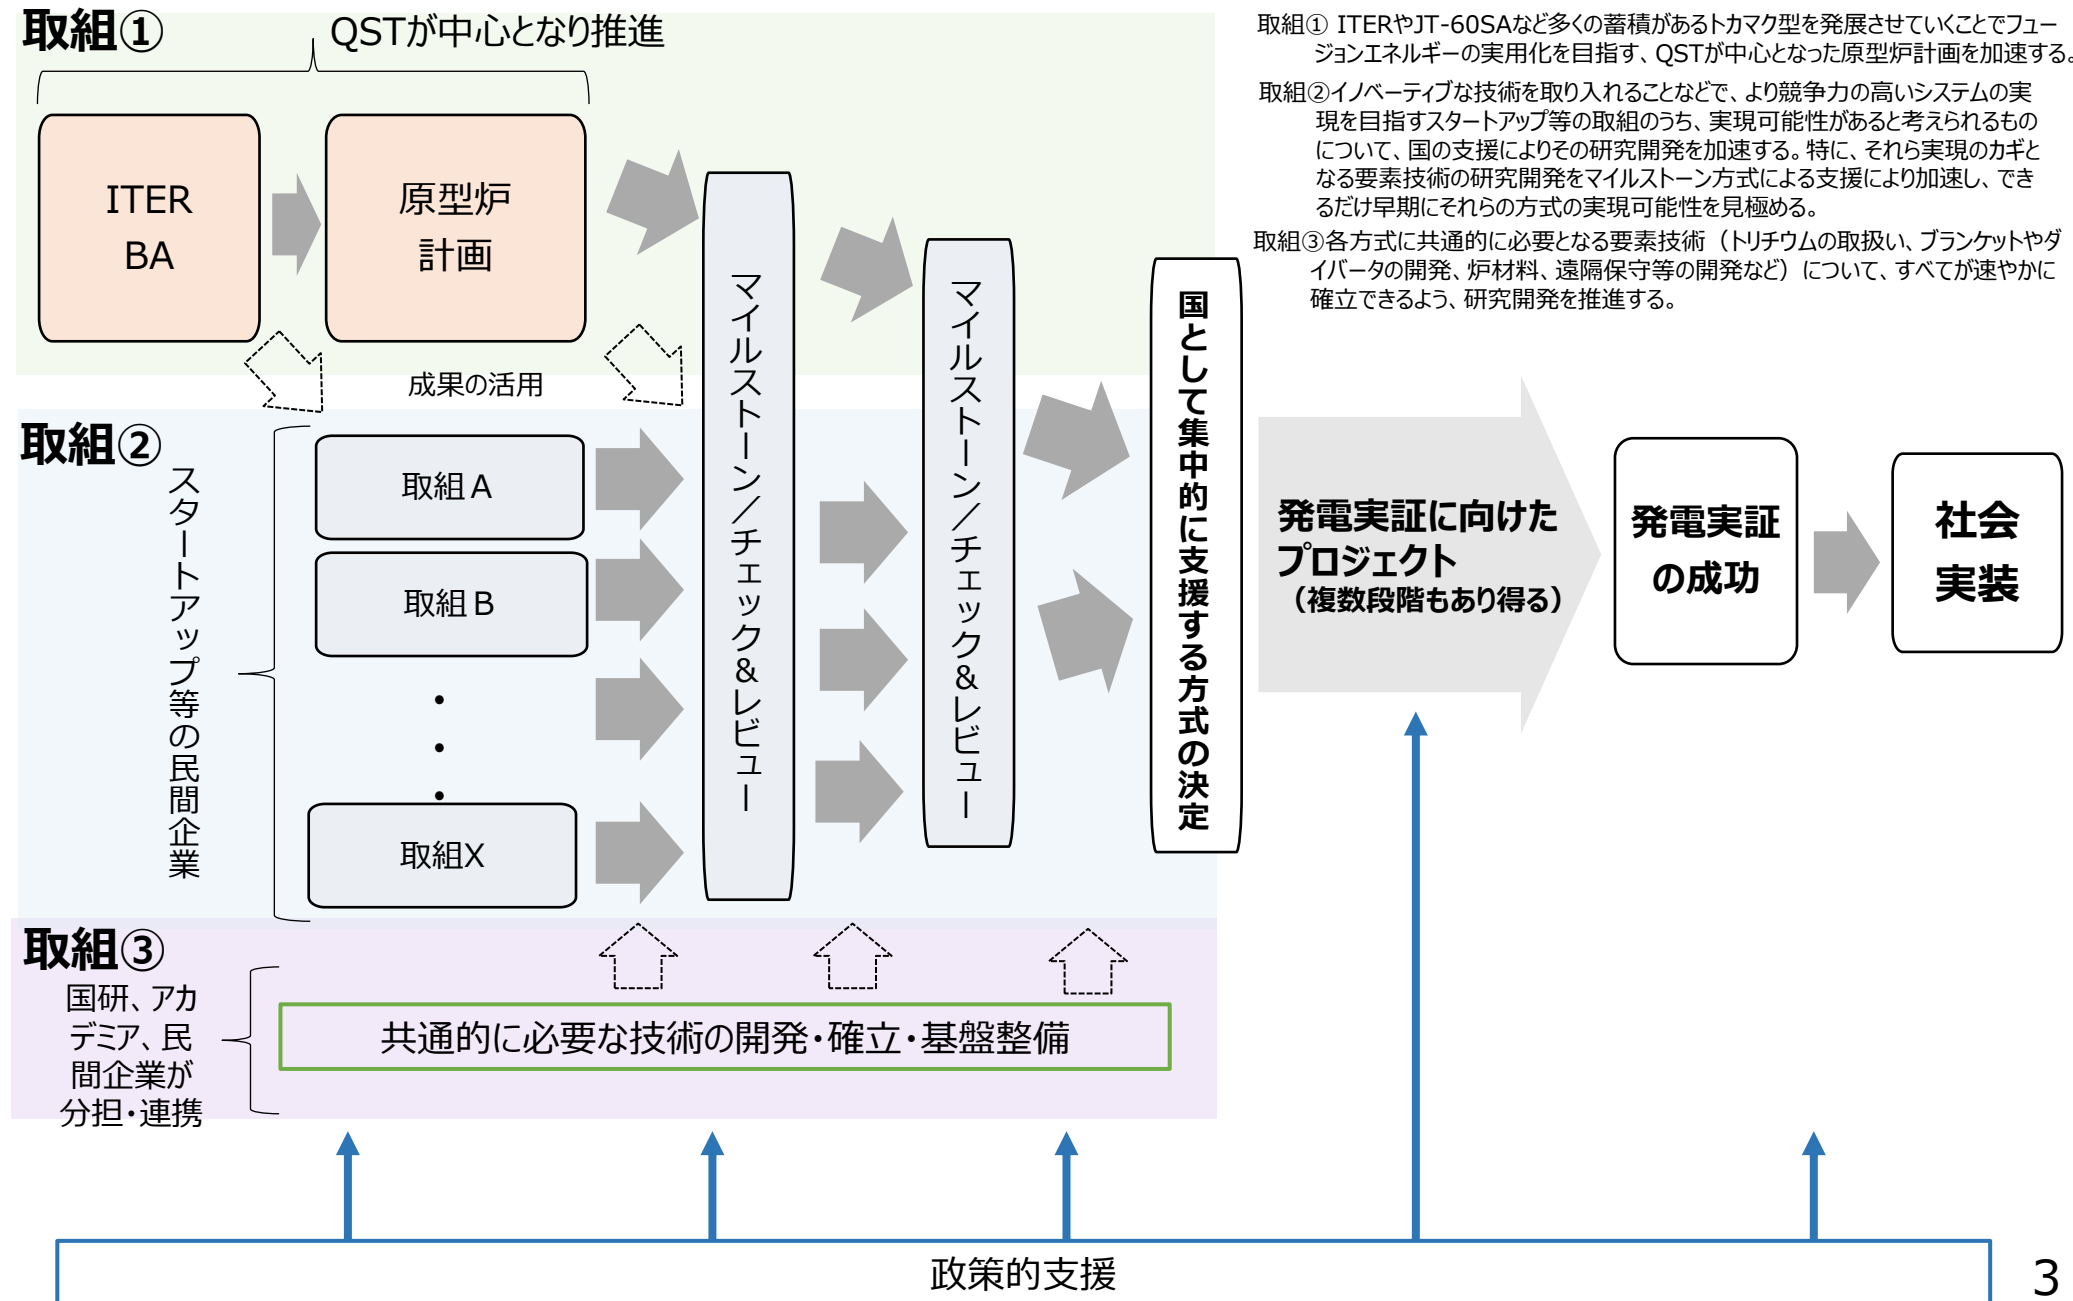 取組①
QSTが中心となり推進
ITER
BA
原型炉
計画
成果の活用
取組① ITERやJT-60SAなど多くの蓄積があるトカマク型を発展させていくことでフュー
ジョンエネルギーの実用化を目指す、QSTが中心となった原型炉計画を加速する。
取組②イノベーティブな技術を取り入れることなどで、より競争力の高いシステムの実
現を目指すスタートアップ等の取組のうち、実現可能性があると考えられるもの
について、国の支援によりその研究開発を加速する。特に、それら実現のカギと
なる要素技術の研究開発をマイルストーン方式による支援により加速し、でき
るだけ早期にそれらの方式の実現可能性を見極める。
取組③各方式に共通的に必要となる要素技術（トリチウムの取扱い、ブランケットやダ
イバータの開発、炉材料、遠隔保守等の開発など）について、すべてが速やかに
確立できるよう、研究開発を推進する。
取組②
スタートアップ等の民間企業
取組A
取組B
・
・
・
取組X
マイルストーン／チェック&レビュー
マイルストーン／チェック&レビュー
国として集中的に支援する方式の決定
発電実証に向けた
プロジェクト
（複数段階もあり得る）
発電実証
の成功
社会
実装
取組③
国研、アカ
デミア、民
間企業が
分担・連携
共通的に必要な技術の開発・確立・基盤整備
政策的支援
3